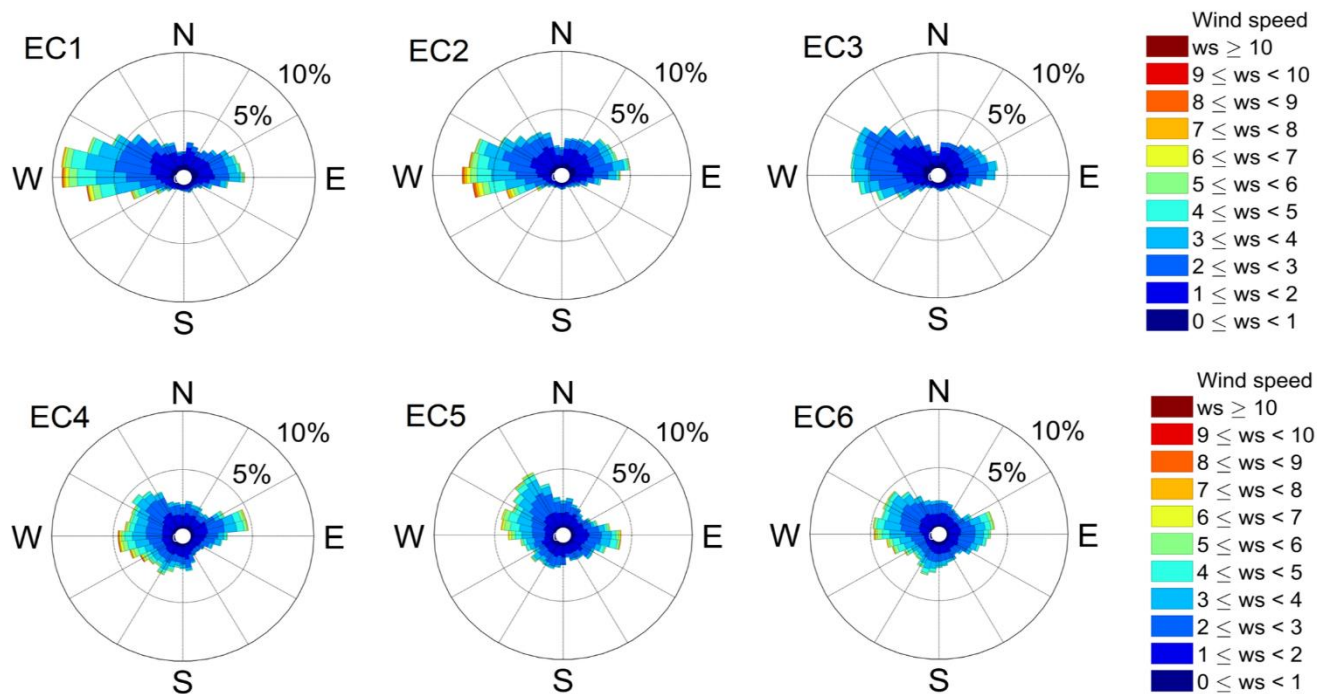 EC1
N
10%
5%
W
E
S
EC2
N
10%
5%
W
E
S
EC3
N
10%
5%
W
E
S
Wind speed
ws ≥ 10
9 ≤ ws < 10
8 ≤ ws < 9
7 ≤ ws < 8
6 ≤ ws < 7
5 ≤ ws < 6
4 ≤ ws < 5
3 ≤ ws < 4
2 ≤ ws < 3
1 ≤ ws < 2
0 ≤ ws < 1
EC4
N
10%
5%
W
E
S
EC5
N
10%
5%
W
E
S
EC6
N
10%
5%
W
E
S
Wind speed
ws ≥ 10
9 ≤ ws < 10
8 ≤ ws < 9
7 ≤ ws < 8
6 ≤ ws < 7
5 ≤ ws < 6
4 ≤ ws < 5
3 ≤ ws < 4
2 ≤ ws < 3
1 ≤ ws < 2
0 ≤ ws < 1